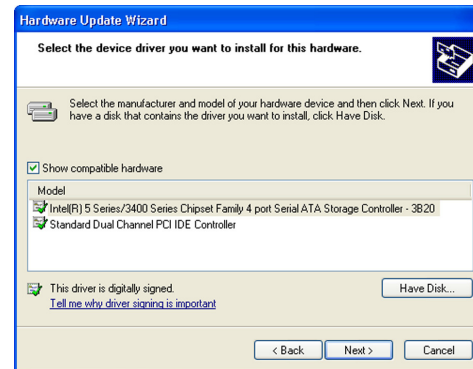 Hardware Update Wizard
Select the device driver you want to install for this hardware.
Select the manufacturer and model of your hardware device and then click Next. If you
have a disk that contains the driver you want to install, click Have Disk.
Show compatible hardware
Model
Intel(R) 5 Series/3400 Series Chipset Family 4 port Serial ATA Storage Controller - 3B20
Standard Dual Channel PCI IDE Controller
This driver is digitally signed.
Have Disk...
Tell me why driver signing is important
< Back
Next >
Cancel